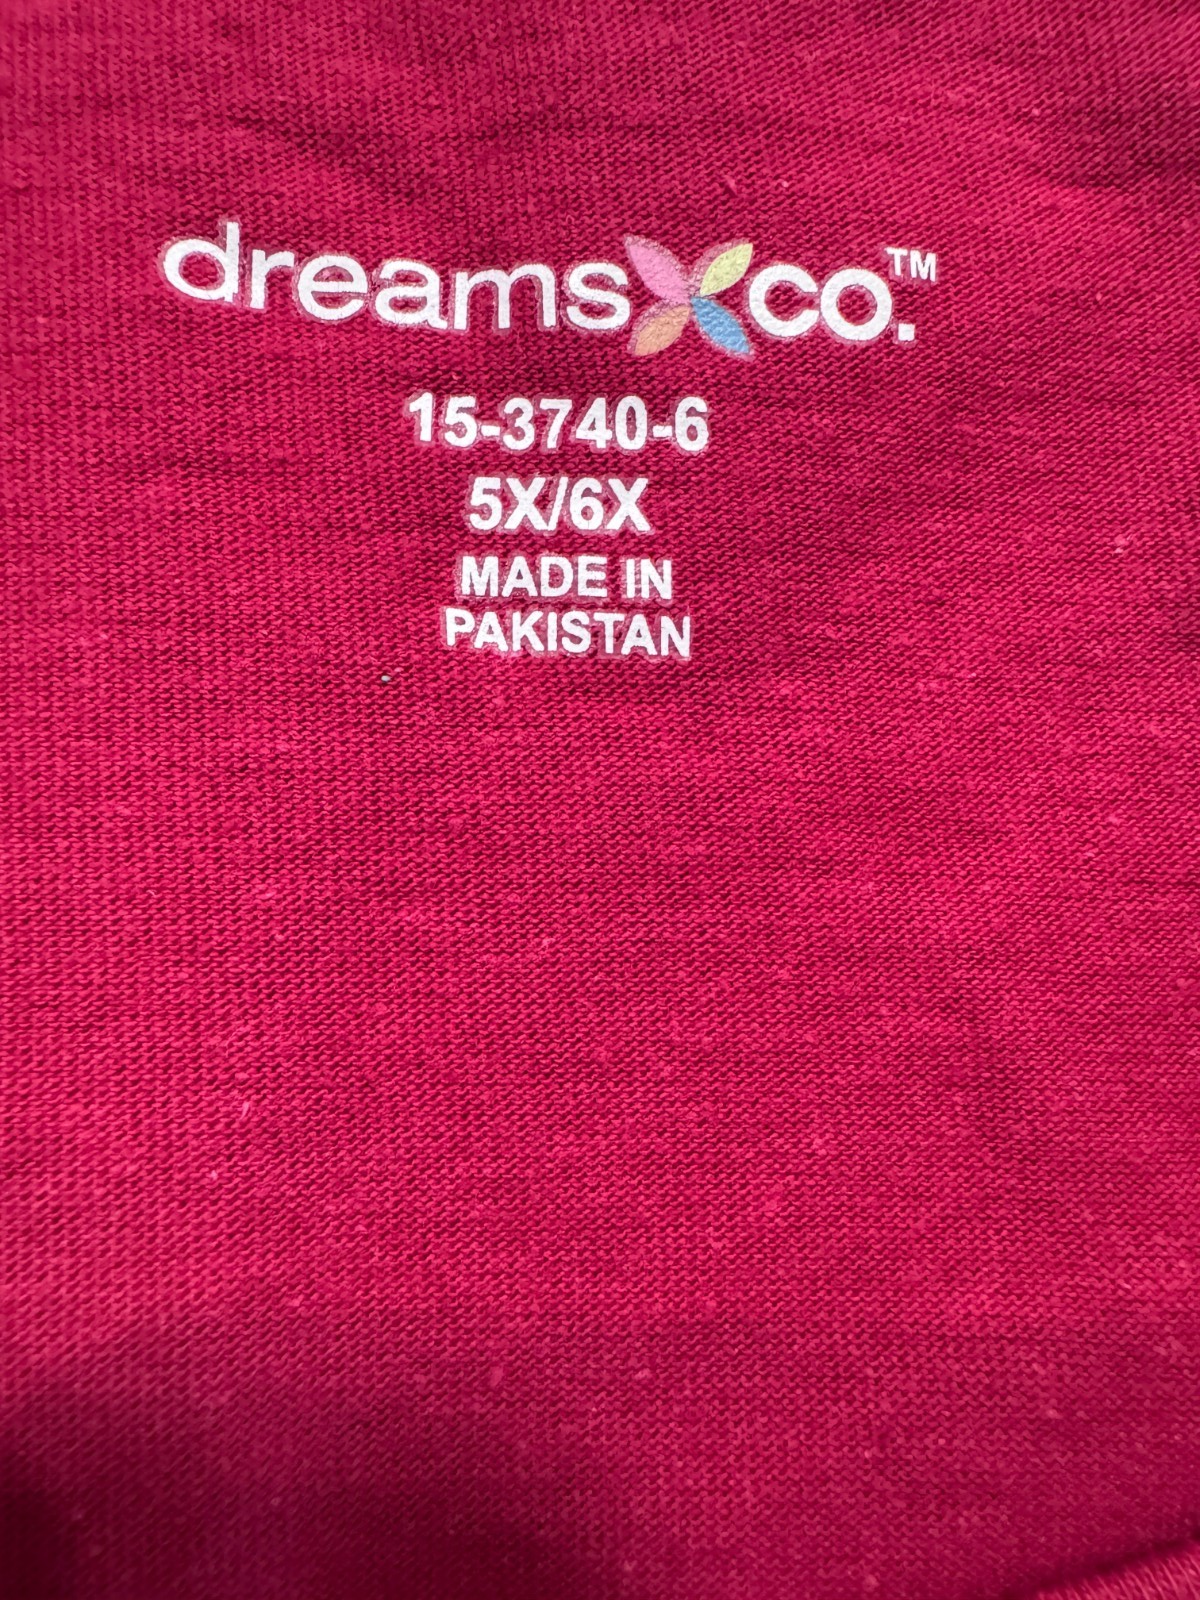 dreams co.™
15-3740-6
5X/6X
MADE IN
PAKISTAN